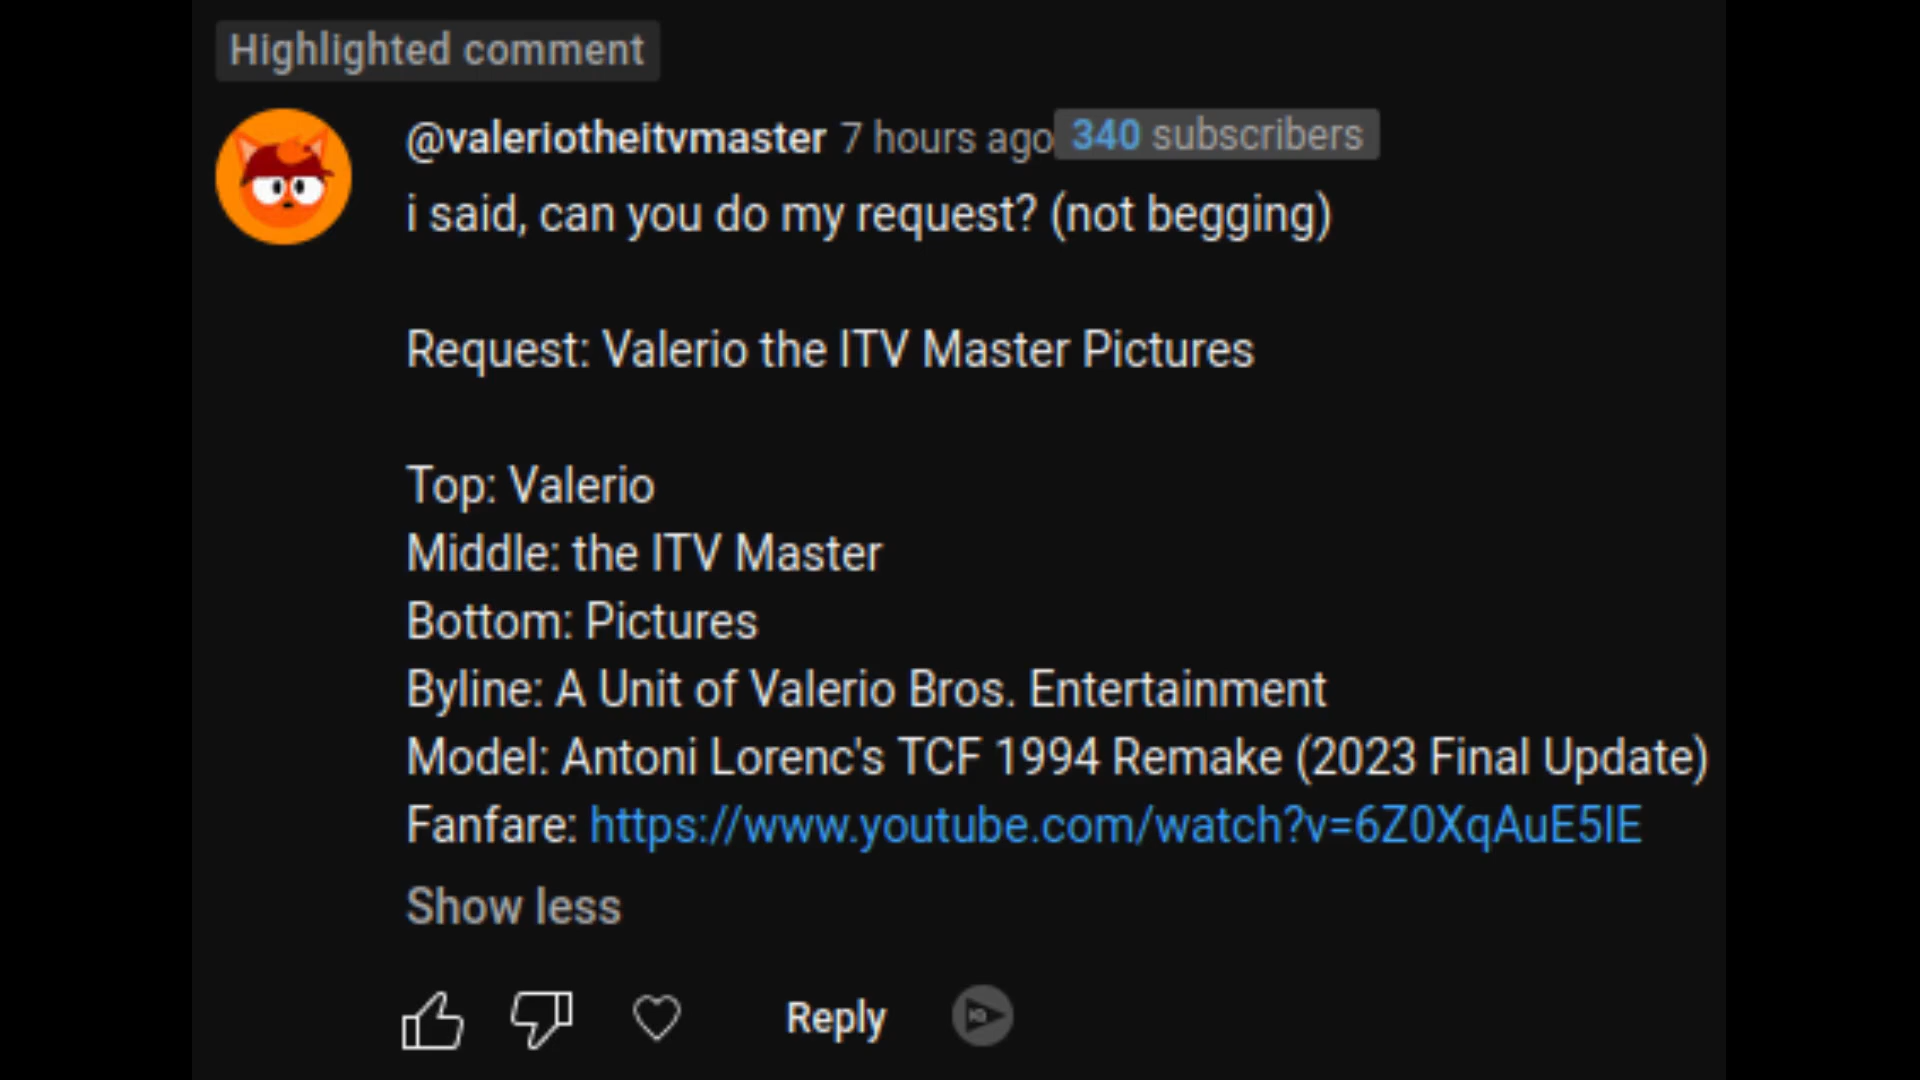 Highlighted comment
@valeriotheitvmaster 7 hours ago 340 subscribers
i said, can you do my request? (not begging)
Request: Valerio the ITV Master Pictures
Top: Valerio
Middle: the ITV Master
Bottom: Pictures
Byline: A Unit of Valerio Bros. Entertainment
Model: Antoni Lorenc's TCF 1994 Remake (2023 Final Update)
Fanfare: https://www.youtube.com/watch?v=6Z0XqAuE5IE
Show less
Reply